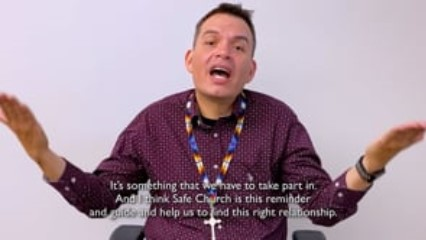 It's something that we have to take part in.
And I think Safe Church is this reminder
and guide and help us to find this right relationship.